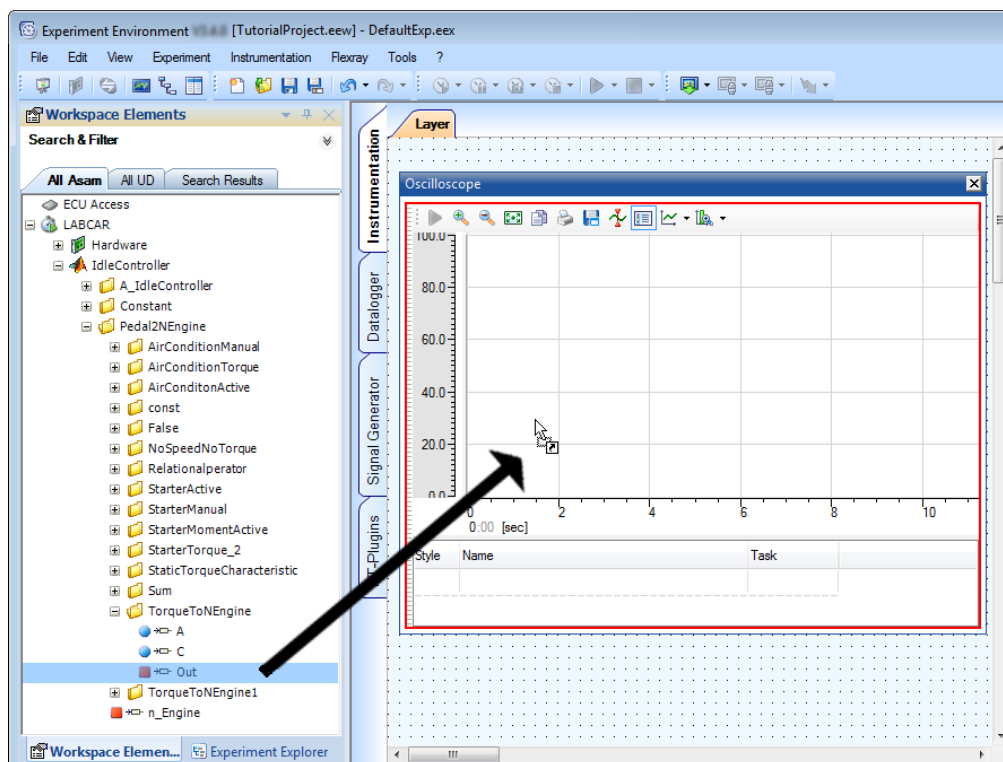 Experiment Environment [TutorialProject.eew] - DefaultExp.eex
File Edit View Experiment Instrumentation Flexray Tools ?
Workspace Elements
Search & Filter
All Asam All UD Search Results
ECU Access
LABCAR
Hardware
IdleController
A_IdleController
Constant
Pedal2NEngine
AirConditionManual
AirConditionTorque
AirConditonActive
const
False
NoSpeedNoTorque
Relationalperator
StarterActive
StarterManual
StarterMomentActive
StarterTorque_2
StaticTorqueCharacteristic
Sum
TorqueToNEngine
A
C
Out
TorqueToNEngine1
n_Engine
Workspace Elemen... Experiment Explorer
Instrumentation
Datalogger
Signal Generator
Layer
Oscilloscope
100.0
80.0
60.0
40.0
20.0
0.0
0 2 4 6 8 10
0:00 [sec]
Style Name Task